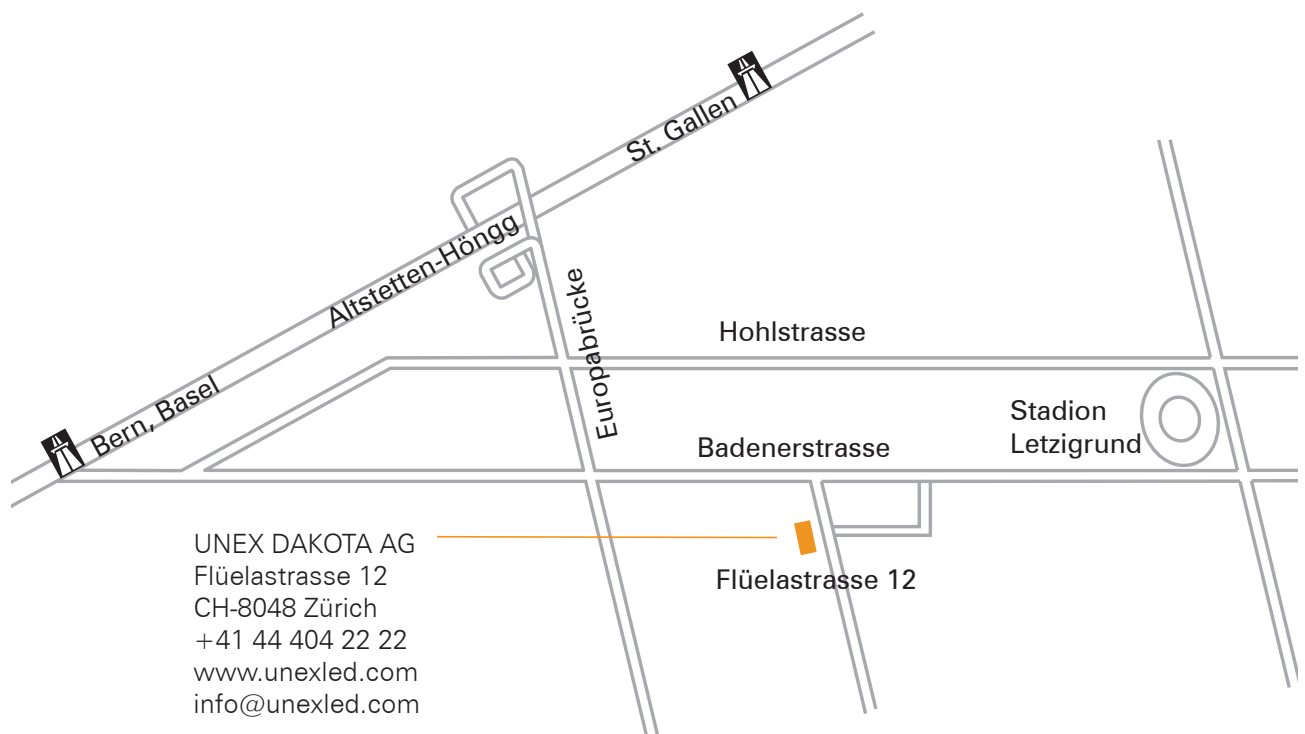 St. Gallen
Altstetten-Höngg
Europabrücke
Hohlstrasse
Bern, Basel
Stadion
Letzigrund
Badenerstrasse
UNEX DAKOTA AG
Flüelastrasse 12
CH-8048 Zürich
+41 44 404 22 22
www.unexled.com
info@unexled.com
Flüelastrasse 12